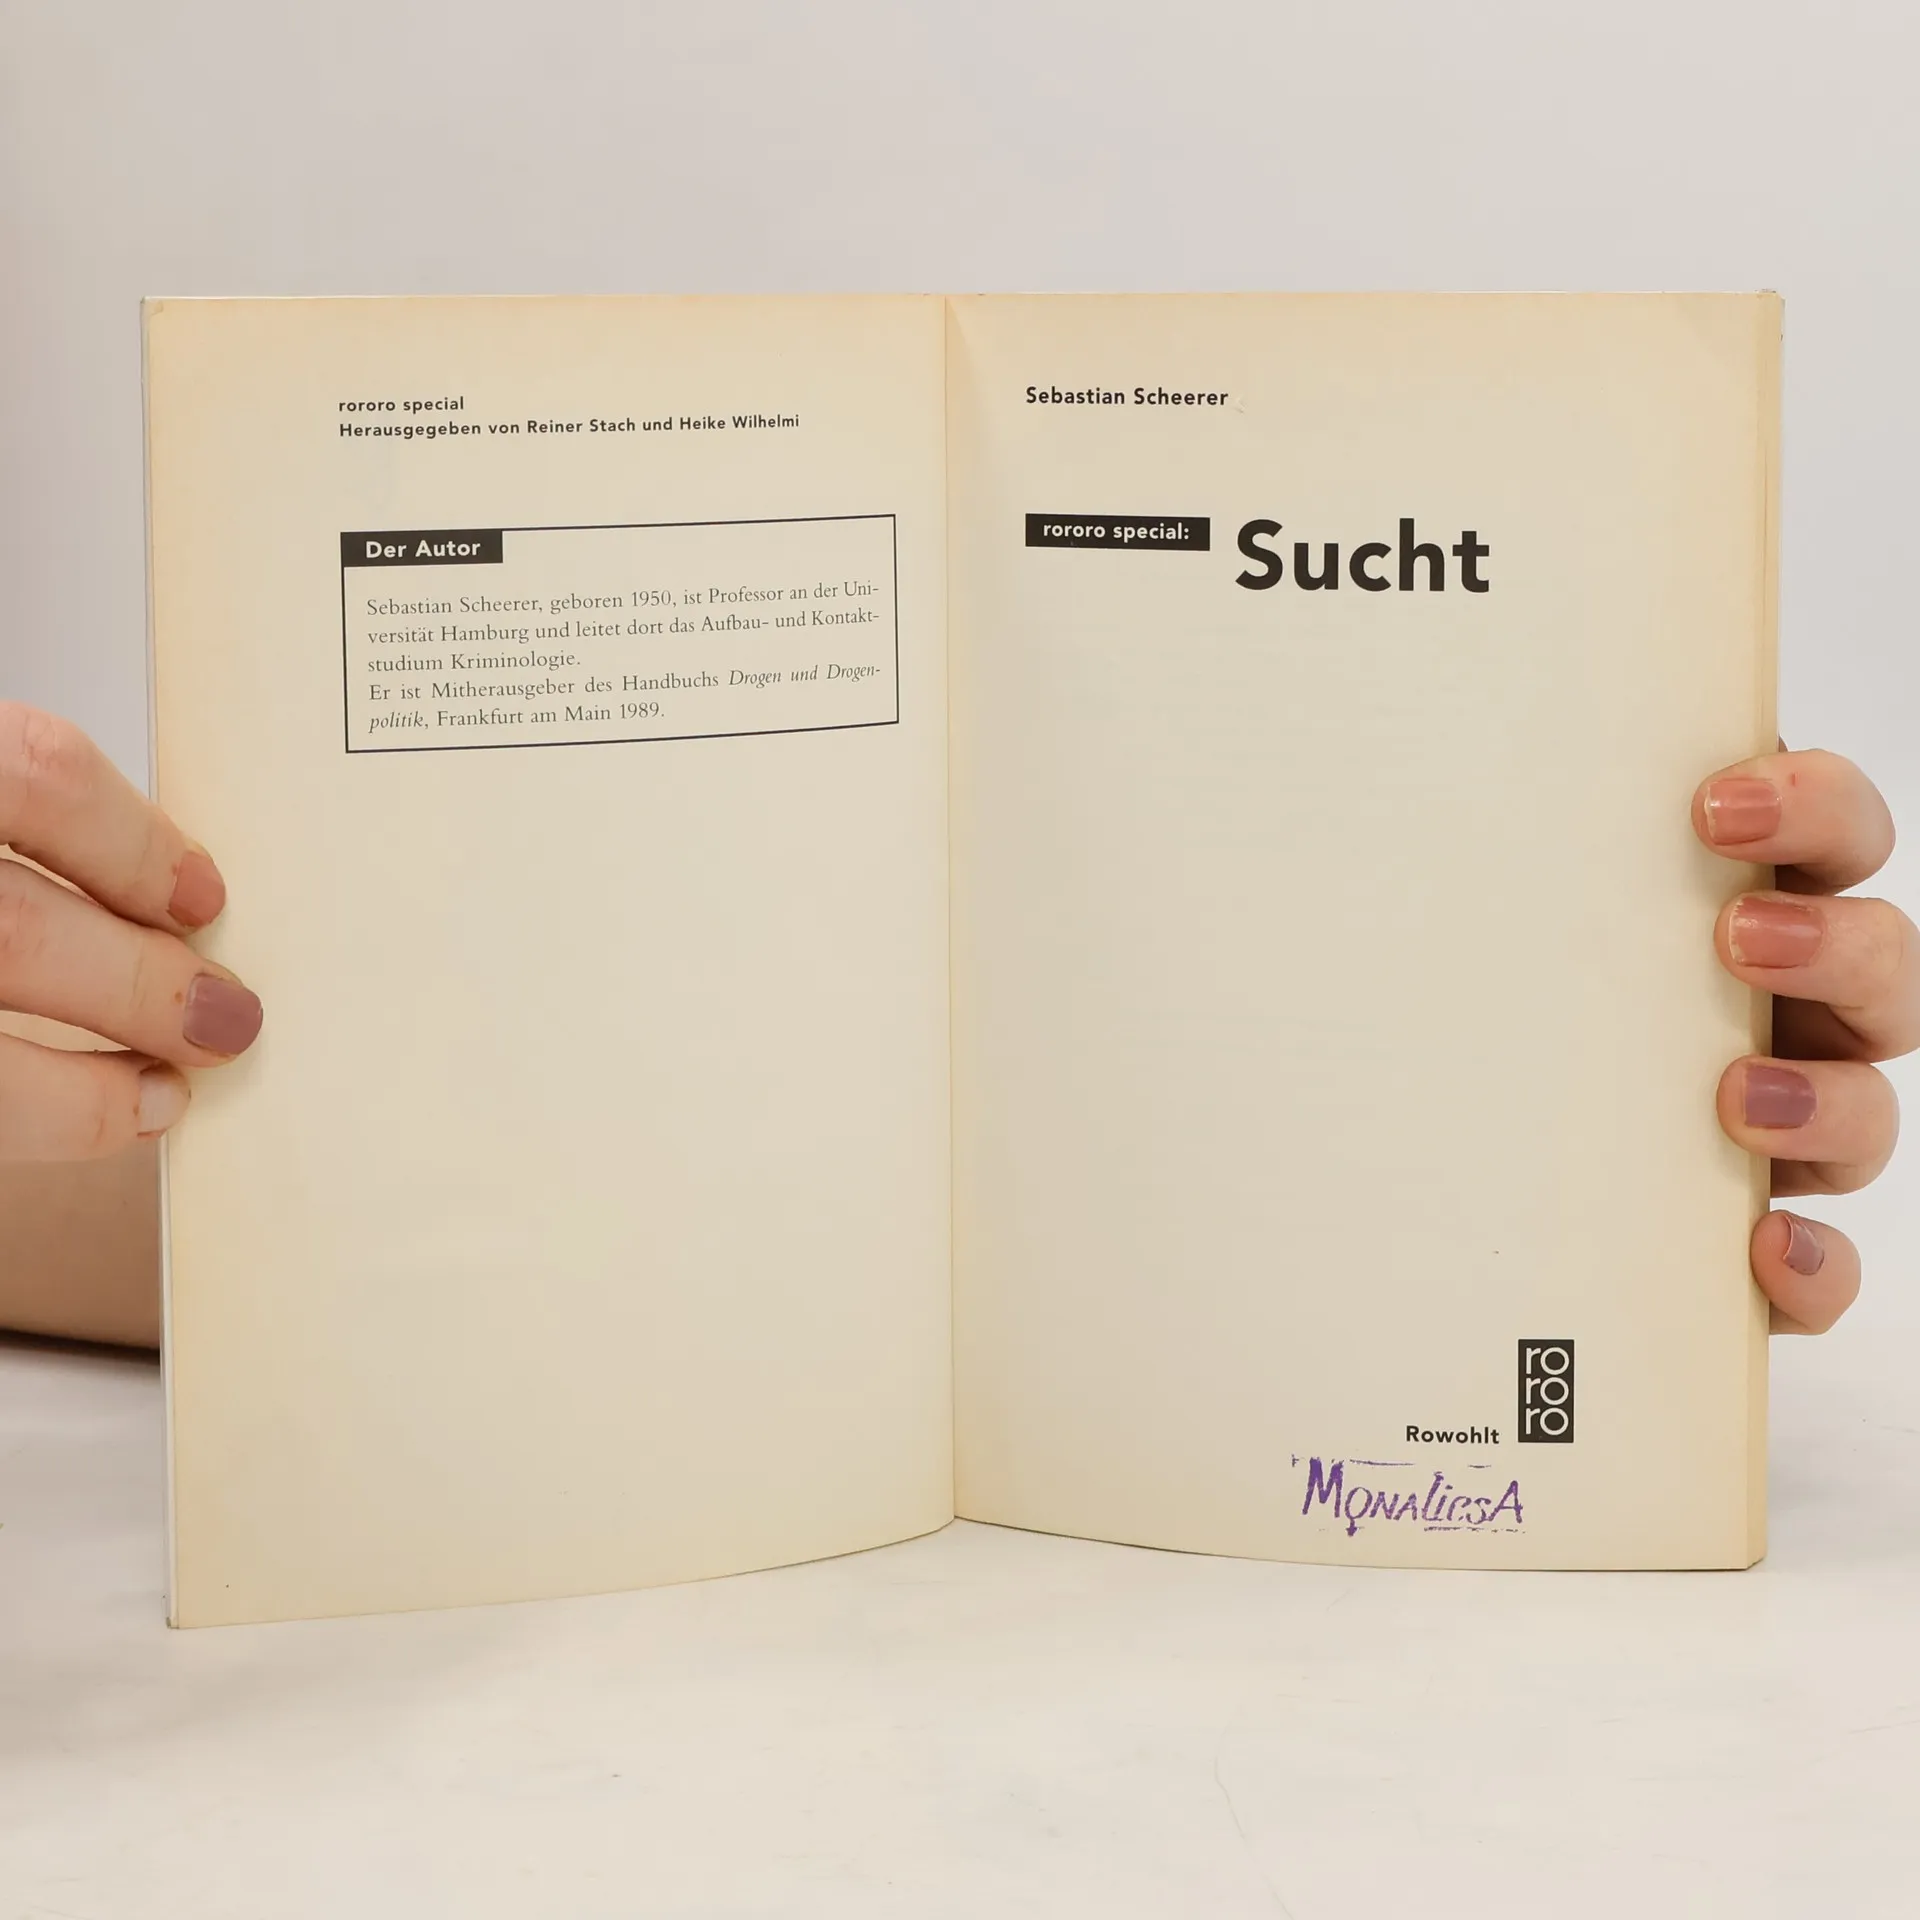 rororo special
Herausgegeben von Reiner Stach und Heike Wilhelmi
Der Autor
Sebastian Scheerer, geboren 1950, ist Professor an der Uni-
versität Hamburg und leitet dort das Aufbau- und Kontakt-
studium Kriminologie.
Er ist Mitherausgeber des Handbuchs Drogen und Drogen-
politik, Frankfurt am Main 1989.
Sebastian Scheerer
rororo special: Sucht
ro
ro
ro
Rowohlt
MONALiesA